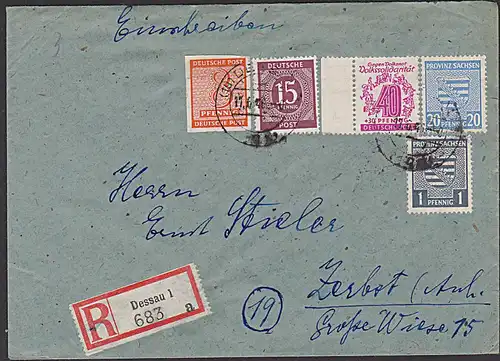 Einschreiben
DEUTSCHE POST
PFENNIG
DEUTSCHE POST
DEUTSCHE
15
POST
Gegen Volksnot
Volkssolidarität
40
DEUTSCHE POST
PROVINZ SACHSEN
20 PFENNIG 20
PROVINZ SACHSEN
1 PFENNIG 1
Herrn
Ernst Stieler
Zerbst (Anh.
Große Wiese 15
19
R
Dessau 1
683 a